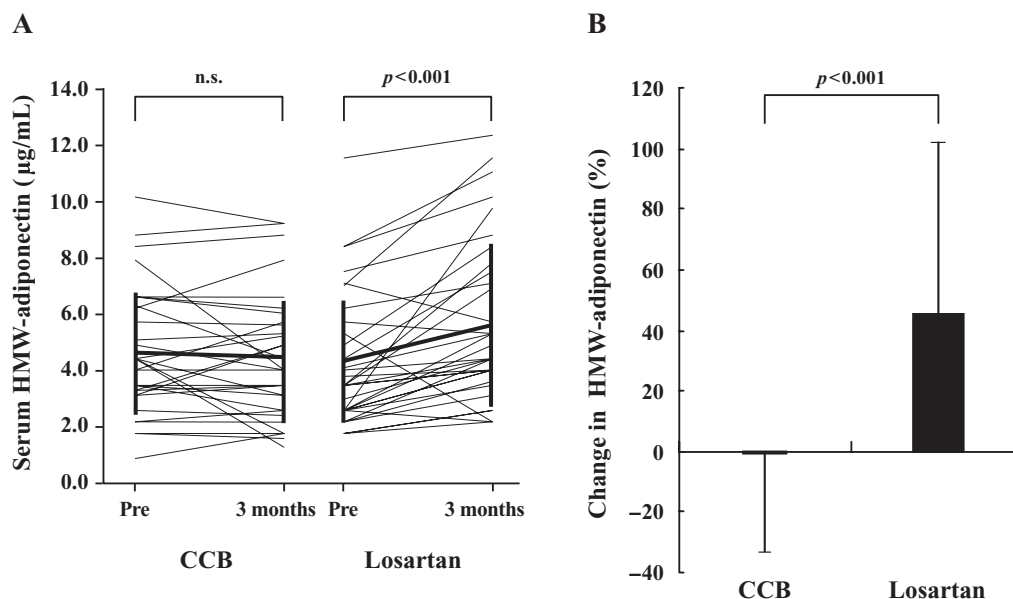 A
n.s.
p<0.001
Serum HMW-adiponectin (μg/mL)
14.0
12.0
10.0
8.0
6.0
4.0
2.0
0.0
Pre
3 months
Pre
3 months
CCB
Losartan
B
p<0.001
Change in HMW-adiponectin (%)
120
100
80
60
40
20
0
−20
−40
CCB
Losartan